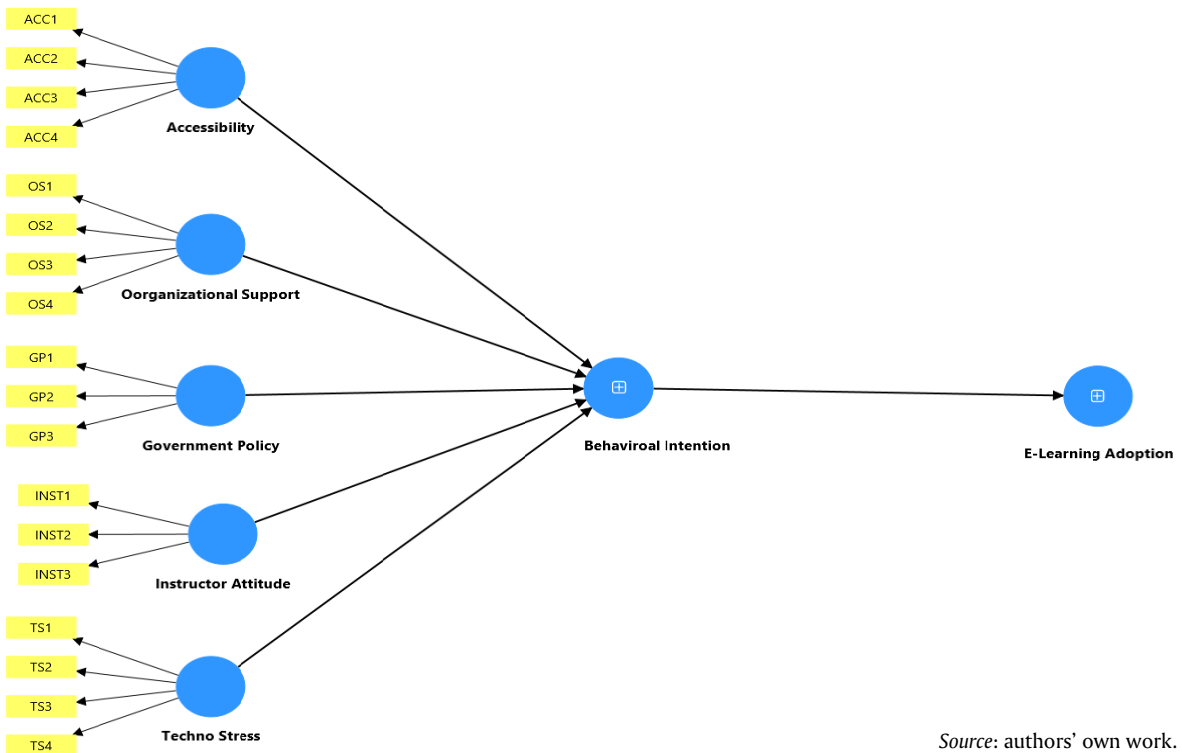 ACC1
ACC2
ACC3
ACC4
Accessibility
OS1
OS2
OS3
OS4
Oorganizational Support
GP1
GP2
GP3
Government Policy
INST1
INST2
INST3
Instructor Attitude
TS1
TS2
TS3
TS4
Techno Stress
Behaviroal Intention
E-Learning Adoption
Source: authors’ own work.